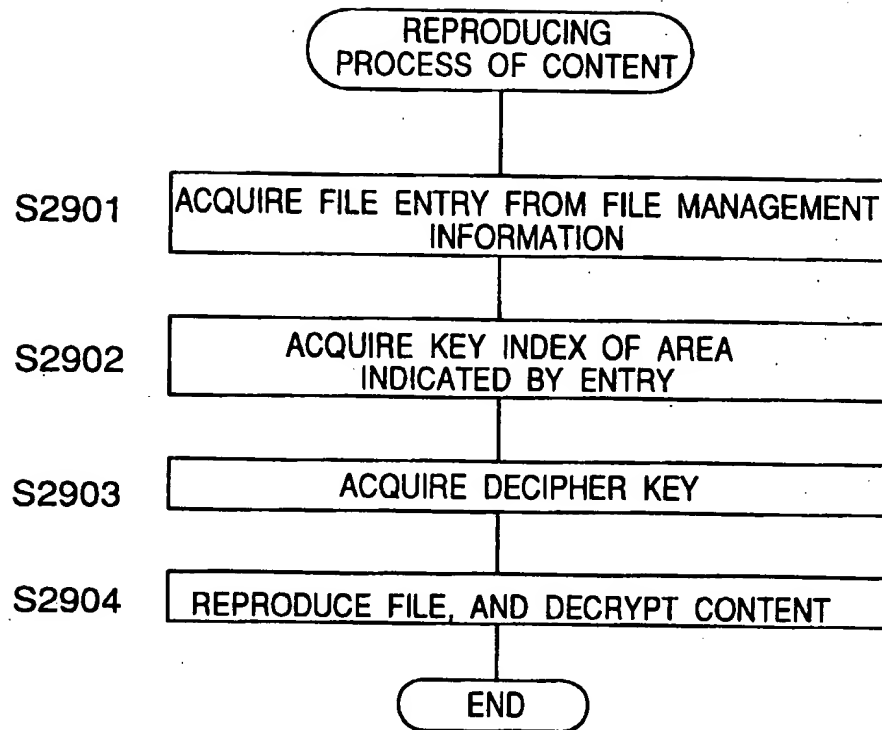 REPRODUCING
PROCESS OF CONTENT
S2901
ACQUIRE FILE ENTRY FROM FILE MANAGEMENT
INFORMATION
S2902
ACQUIRE KEY INDEX OF AREA
INDICATED BY ENTRY
S2903
ACQUIRE DECIPHER KEY
S2904
REPRODUCE FILE, AND DECRYPT CONTENT
END